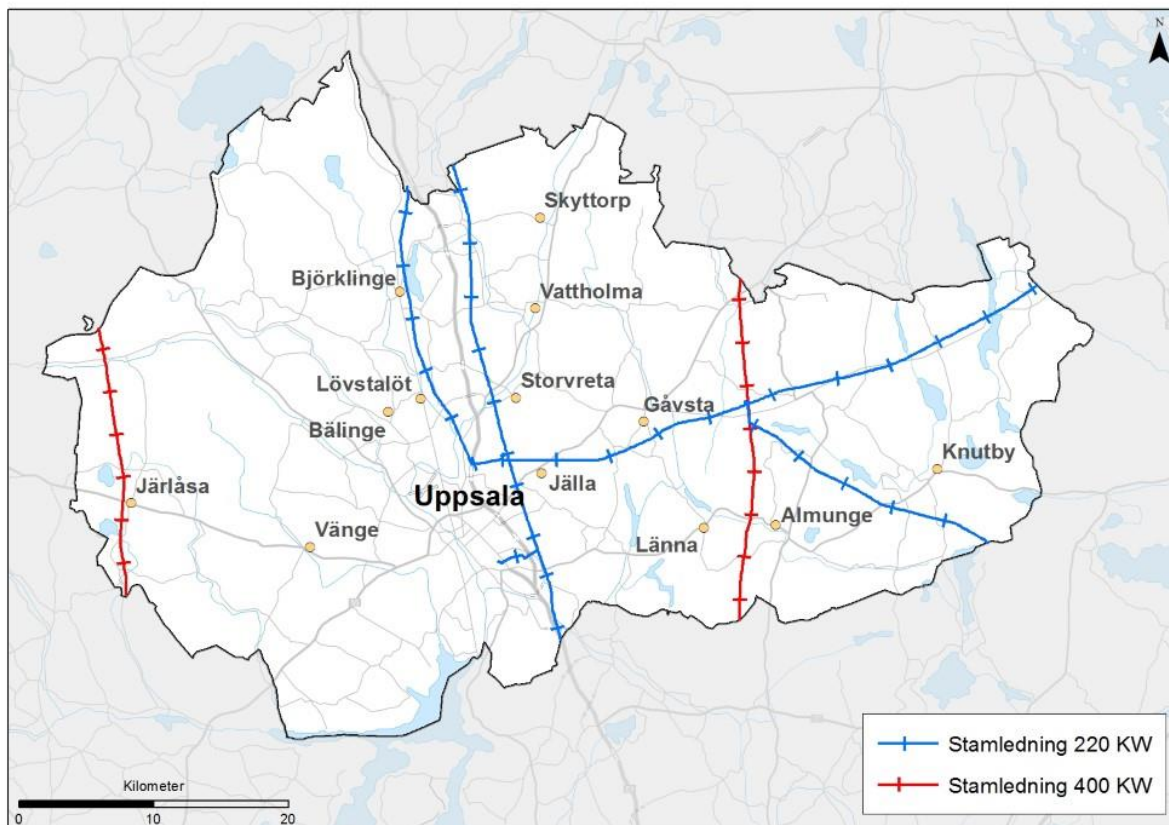 N
Skyttorp
Björklinge
Vattholma
Lövstalöt
Storvreta
Bälinge
Gåvsta
Knutby
Järlåsa
Uppsala
Jälla
Vänge
Länna
Almunge
Stamledning 220 KW
Stamledning 400 KW
Kilometer
0 10 20